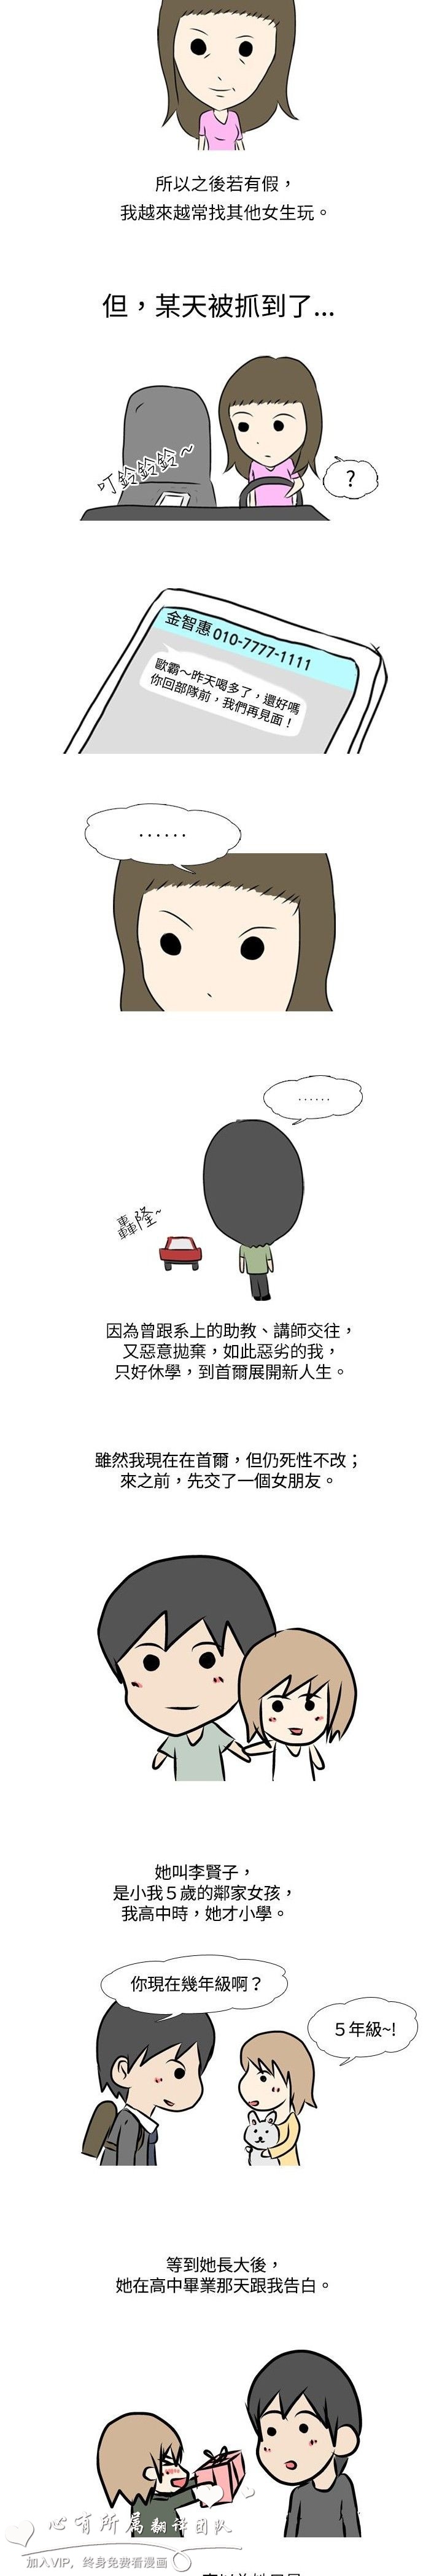 所以之後若有假，
我越來越常找其他女生玩。
但，某天被抓到了...
叮鈴鈴鈴~
?
金智惠010-7777-1111
歐霸~昨天喝多了，還好嗎
你回部隊前，我們再見面！
......
......
轟隆~
因為曾跟系上的助教、講師交往，
又惡意拋棄，如此惡劣的我，
只好休學，到首爾展開新人生。
雖然我現在在首爾，但仍死性不改；
來之前，先交了一個女朋友。
她叫李賢子，
是小我５歲的鄰家女孩，
我高中時，她才小學。
你現在幾年級啊？
５年級~!
等到她長大後，
她在高中畢業那天跟我告白。
心有所属翻译团队
加入VIP，终身免费看漫画